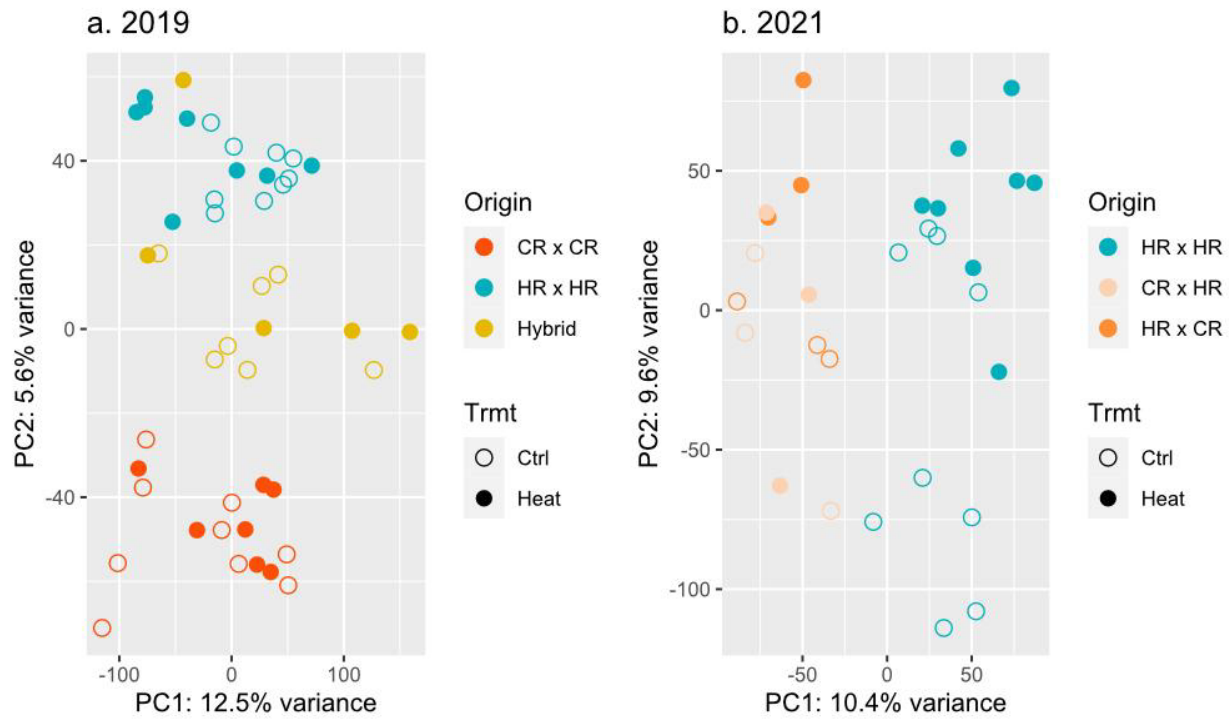 a. 2019
PC2: 5.6% variance
40
0
-40
-100
0
100
PC1: 12.5% variance
Origin
CR x CR
HR x HR
Hybrid
Trmt
Ctrl
Heat
b. 2021
PC2: 9.6% variance
50
0
-50
-100
-50
0
50
PC1: 10.4% variance
Origin
HR x HR
CR x HR
HR x CR
Trmt
Ctrl
Heat